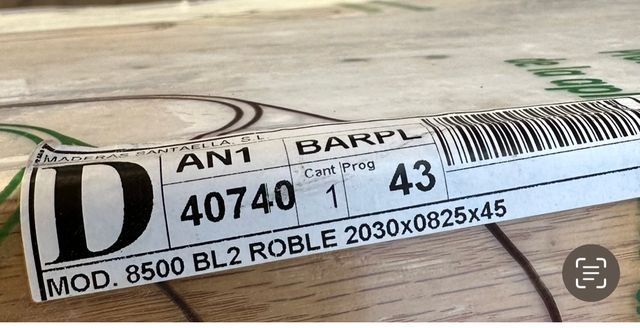 MADERAS SANTAELLA, S.L.
D
AN1 BARPL
40740
Cant
1
Prog
43
MOD. 8500 BL2 ROBLE 2030x0825x45